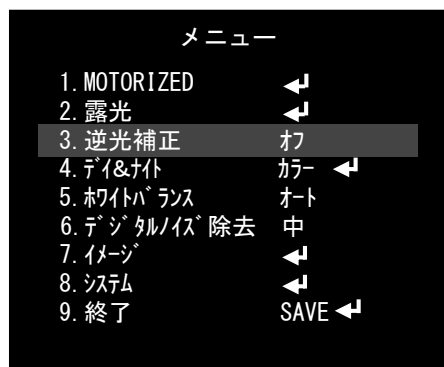 メニュー
1. MOTORIZED ↵
2. 露光 ↵
3. 逆光補正 オフ
4. ﾃﾞｲ&ﾅｲﾄ ｶﾗｰ ↵
5. ﾎﾜｲﾄﾊﾞﾗﾝｽ ｵｰﾄ
6. ﾃﾞｼﾞﾀﾙﾉｲｽﾞ除去 中
7. ｲﾒｰｼﾞ ↵
8. ｼｽﾃﾑ ↵
9. 終了 SAVE ↵